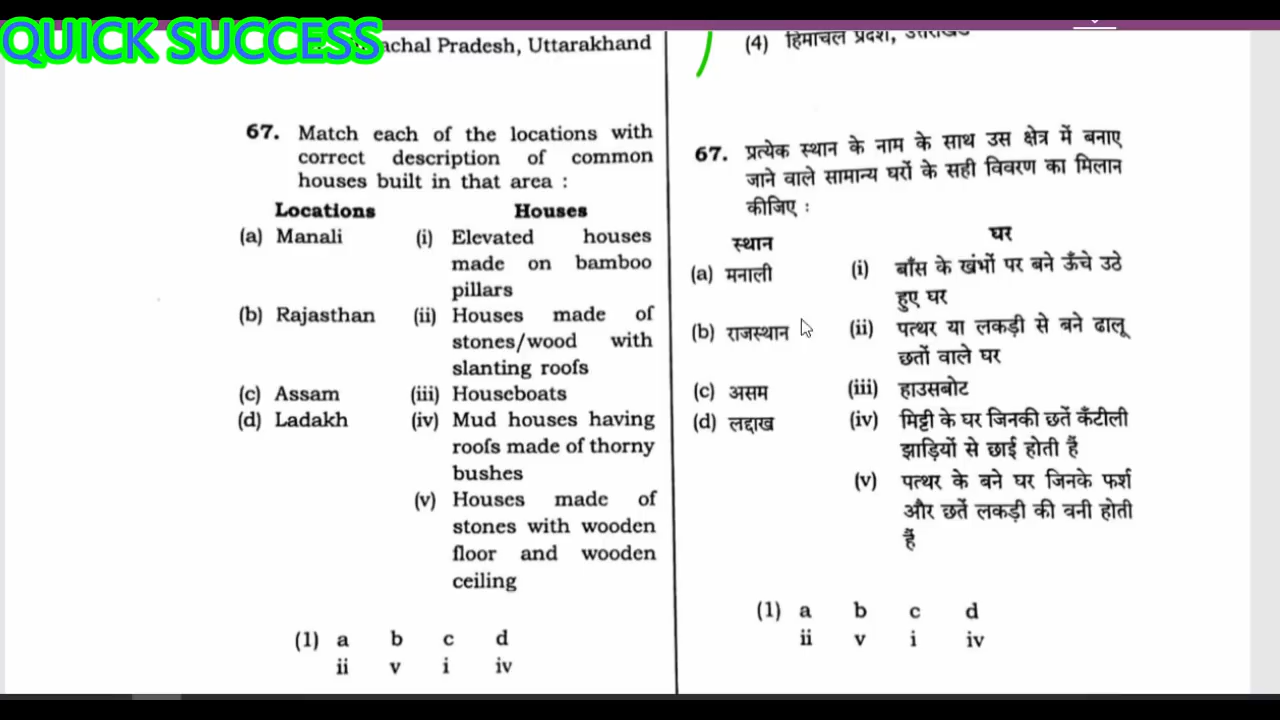 QUICK SUCCESS
achal Pradesh, Uttarakhand
67. Match each of the locations with
correct description of common
houses built in that area :
Locations Houses
(a) Manali (i) Elevated houses
made on bamboo
pillars
(b) Rajasthan (ii) Houses made of
stones/wood with
slanting roofs
(c) Assam (iii) Houseboats
(d) Ladakh (iv) Mud houses having
roofs made of thorny
bushes
(v) Houses made of
stones with wooden
floor and wooden
ceiling
(1) a b c d
ii v i iv
(4) हिमाचल प्रदेश, उत्तराखंड
67. प्रत्येक स्थान के नाम के साथ उस क्षेत्र में बनाए
जाने वाले सामान्य घरों के सही विवरण का मिलान
कीजिए :
स्थान घर
(a) मनाली (i) बाँस के खंभों पर बने ऊँचे उठे
हुए घर
(b) राजस्थान (ii) पत्थर या लकड़ी से बने ढालू
छतों वाले घर
(c) असम (iii) हाउसबोट
(d) लद्दाख (iv) मिट्टी के घर जिनकी छतें कँटीली
झाड़ियों से छाई होती हैं
(v) पत्थर के बने घर जिनके फर्श
और छतें लकड़ी की बनी होती
हैं
(1) a b c d
ii v i iv